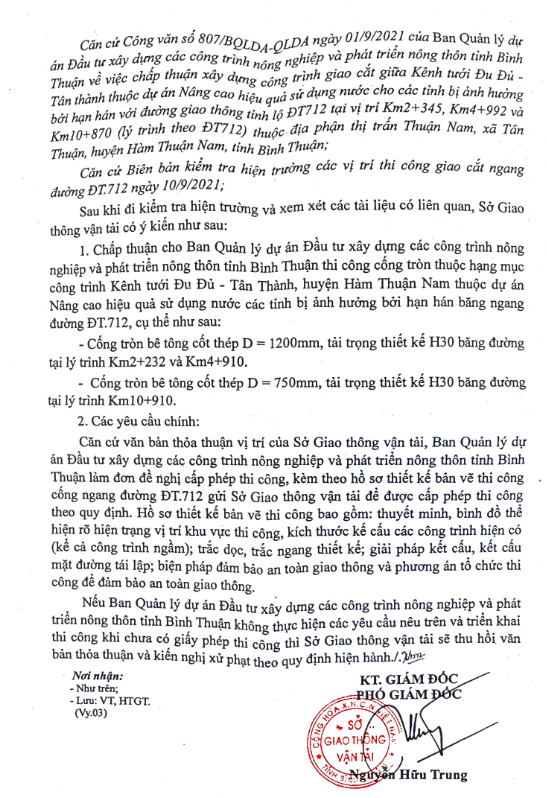 Căn cứ Công văn số 807/BQLDA-QLDA ngày 01/9/2021 của Ban Quản lý dự
án Đầu tư xây dựng các công trình nông nghiệp và phát triển nông thôn tỉnh Bình
Thuận về việc chấp thuận xây dựng công trình giao cắt giữa Kênh tưới Đu Đủ -
Tân thành thuộc dự án Nâng cao hiệu quả sử dụng nước cho các tỉnh bị ảnh hưởng
bởi hạn hán với đường giao thông tỉnh lộ ĐT712 tại vị trí Km2+345, Km4+992 và
Km10+870 (lý trình theo ĐT712) thuộc địa phận thị trấn Thuận Nam, xã Tân
Thuận, huyện Hàm Thuận Nam, tỉnh Bình Thuận;
Căn cứ Biên bản kiểm tra hiện trường các vị trí thi công giao cắt ngang
đường ĐT.712 ngày 10/9/2021;
Sau khi đi kiểm tra hiện trường và xem xét các tài liệu có liên quan, Sở Giao
thông vận tải có ý kiến như sau:
1. Chấp thuận cho Ban Quản lý dự án Đầu tư xây dựng các công trình nông
nghiệp và phát triển nông thôn tỉnh Bình Thuận thi công cống tròn thuộc hạng mục
công trình Kênh tưới Đu Đủ - Tân Thành, huyện Hàm Thuận Nam thuộc dự án
Nâng cao hiệu quả sử dụng nước các tỉnh bị ảnh hưởng bởi hạn hán băng ngang
đường ĐT.712, cụ thể như sau:
- Cống tròn bê tông cốt thép D = 1200mm, tải trọng thiết kế H30 băng đường
tại lý trình Km2+232 và Km4+910.
- Cống tròn bê tông cốt thép D = 750mm, tải trọng thiết kế H30 băng đường
tại lý trình Km10+910.
2. Các yêu cầu chính:
Căn cứ văn bản thỏa thuận vị trí của Sở Giao thông vận tải, Ban Quản lý dự
án Đầu tư xây dựng các công trình nông nghiệp và phát triển nông thôn tỉnh Bình
Thuận làm đơn đề nghị cấp phép thi công, kèm theo hồ sơ thiết kế bản vẽ thi công
cống ngang đường ĐT.712 gửi Sở Giao thông vận tải để được cấp phép thi công
theo quy định. Hồ sơ thiết kế bản vẽ thi công bao gồm: thuyết minh, bình đồ thể
hiện rõ hiện trạng vị trí khu vực thi công, kích thước kế cấu các công trình hiện có
(kể cả công trình ngầm); trắc dọc, trắc ngang thiết kế; giải pháp kết cấu, kết cấu
mặt đường tái lập; biện pháp đảm bảo an toàn giao thông và phương án tổ chức thi
công để đảm bảo an toàn giao thông.
Nếu Ban Quản lý dự án Đầu tư xây dựng các công trình nông nghiệp và phát
triển nông thôn tỉnh Bình Thuận không thực hiện các yêu cầu nêu trên và triển khai
thi công khi chưa có giấy phép thi công thì Sở Giao thông vận tải sẽ thu hồi văn
bản thỏa thuận và kiến nghị xử phạt theo quy định hiện hành./.
Nơi nhận:
- Như trên;
- Lưu: VT, HTGT.
(Vy.03)
KT. GIÁM ĐỐC
PHÓ GIÁM ĐỐC
CỘNG HÒA X.H.C.N VIỆT NAM
SỞ
GIAO THÔNG
VẬN TẢI
Nguyễn Hữu Trung